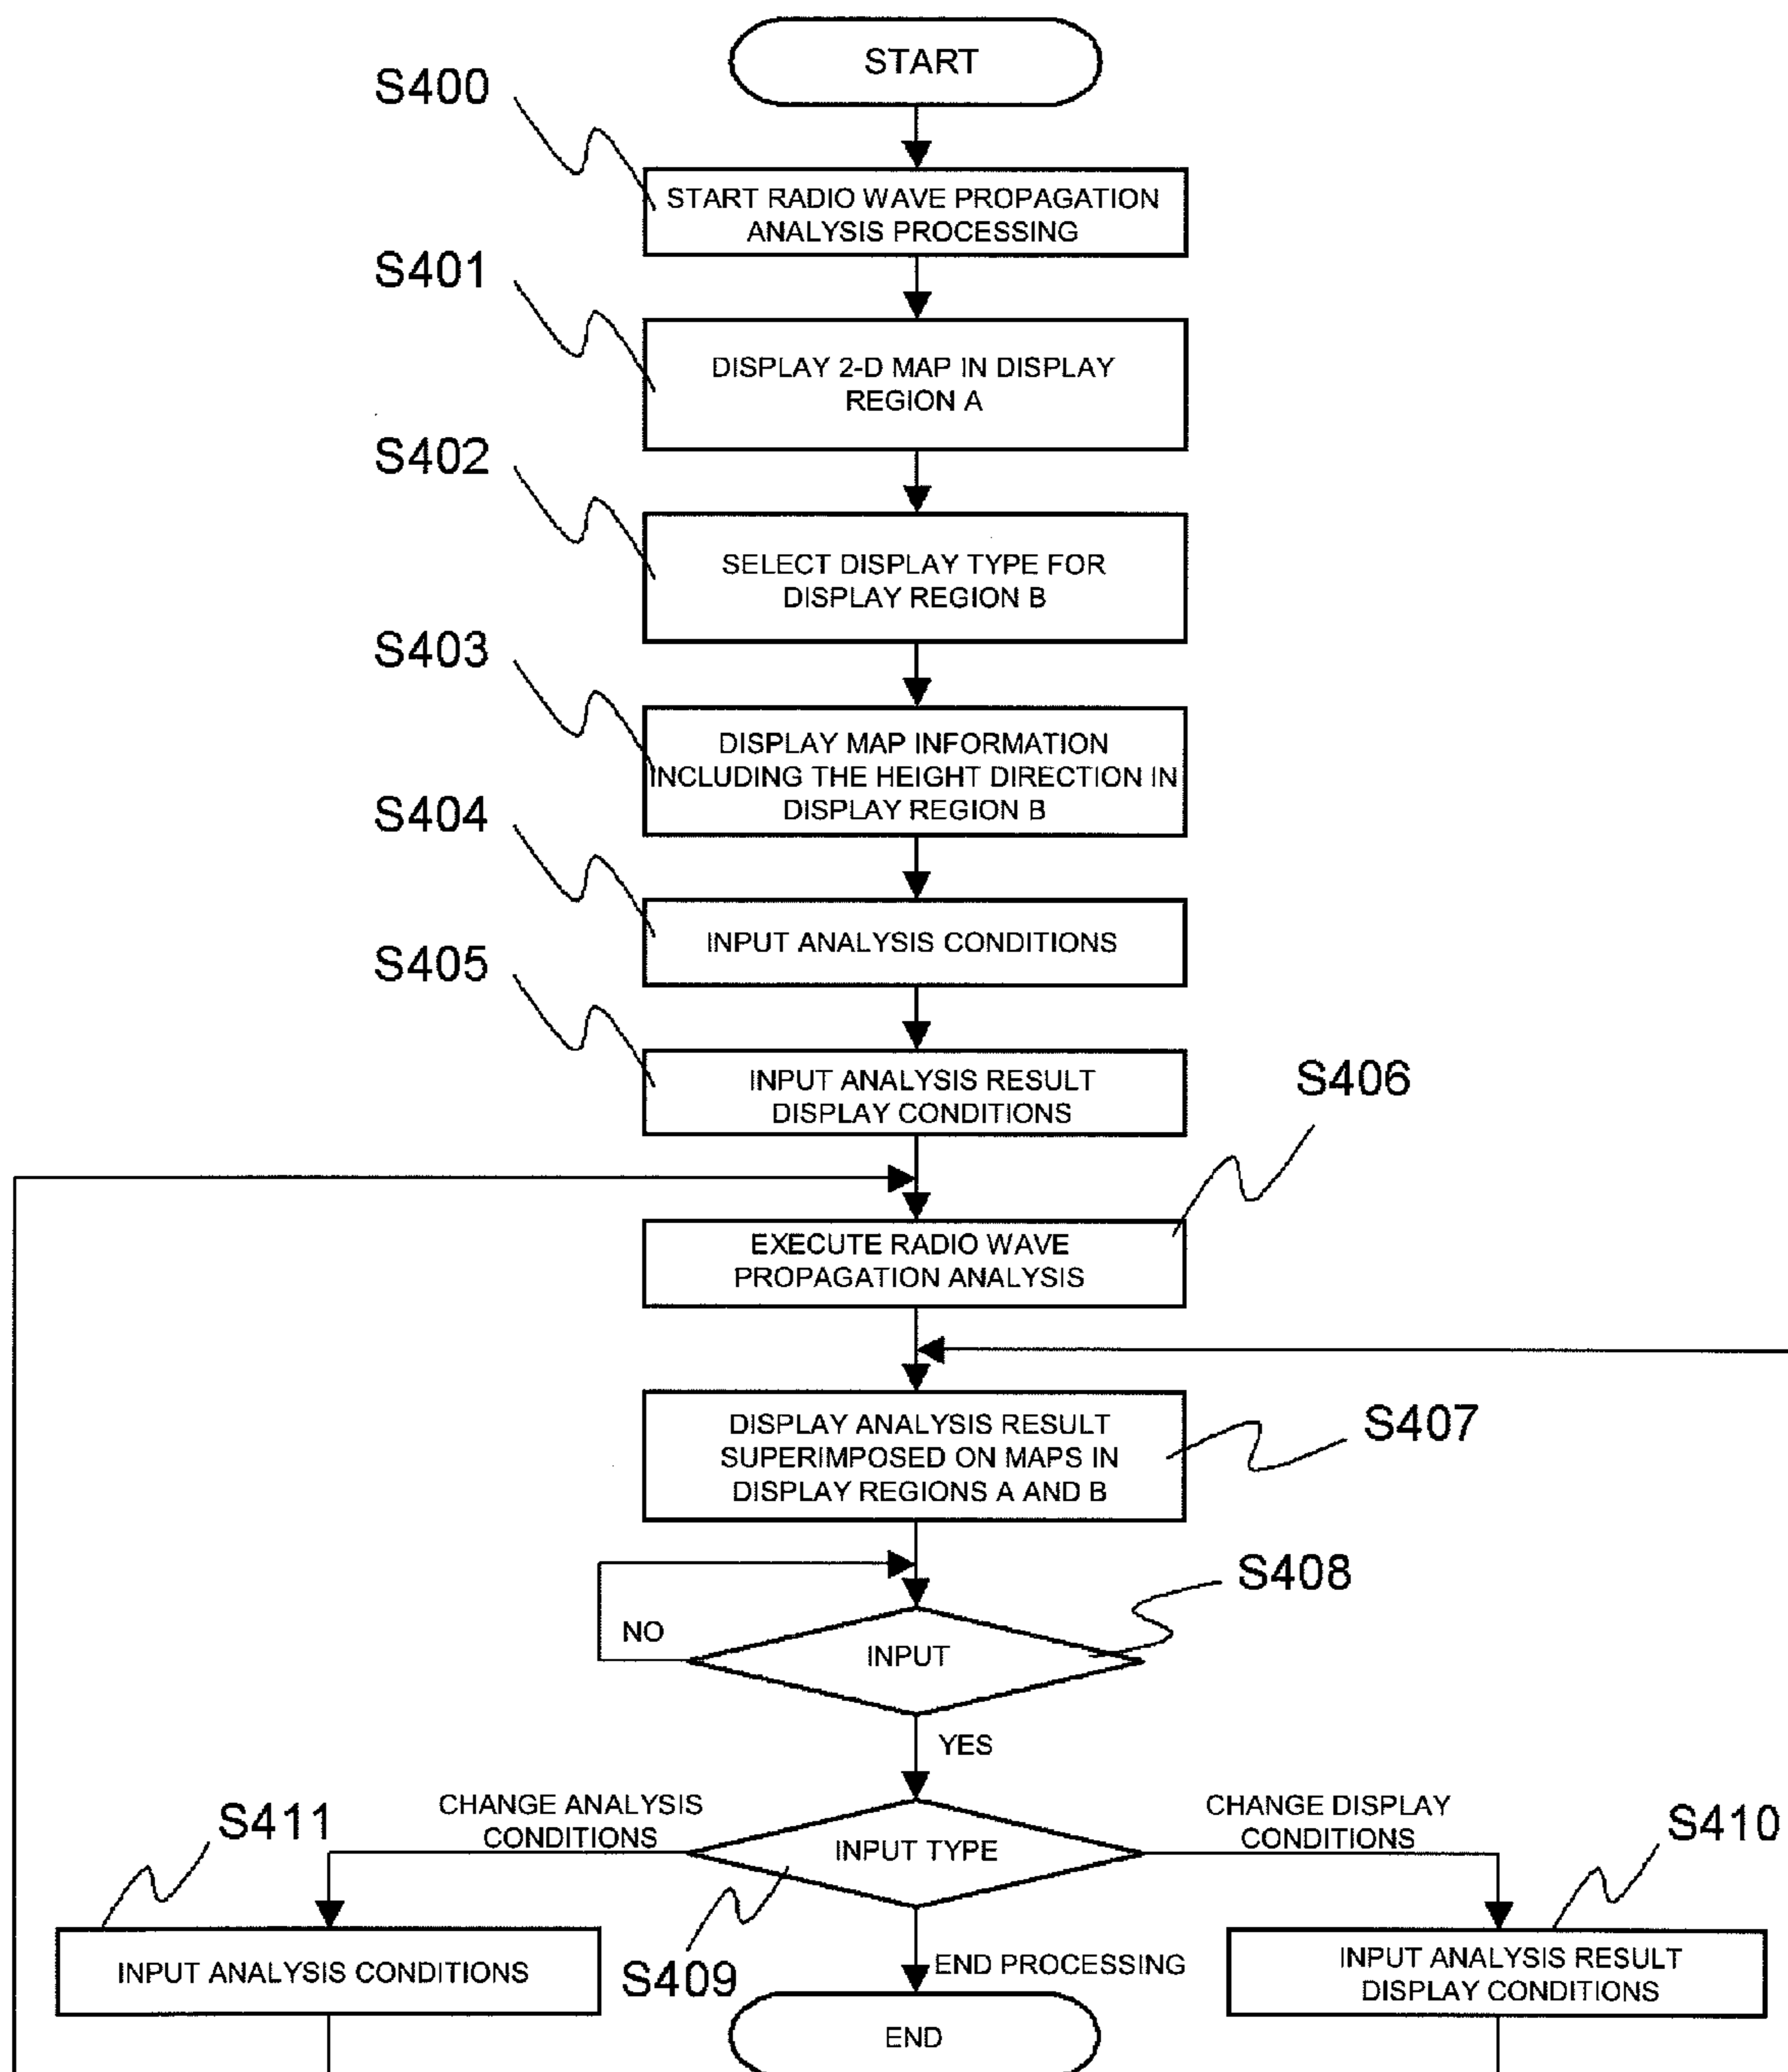 START
S400
START RADIO WAVE PROPAGATION
ANALYSIS PROCESSING
S401
DISPLAY 2-D MAP IN DISPLAY
REGION A
S402
SELECT DISPLAY TYPE FOR
DISPLAY REGION B
S403
DISPLAY MAP INFORMATION
INCLUDING THE HEIGHT DIRECTION IN
DISPLAY REGION B
S404
INPUT ANALYSIS CONDITIONS
S405
INPUT ANALYSIS RESULT
DISPLAY CONDITIONS
S406
EXECUTE RADIO WAVE
PROPAGATION ANALYSIS
S407
DISPLAY ANALYSIS RESULT
SUPERIMPOSED ON MAPS IN
DISPLAY REGIONS A AND B
S408
NO
INPUT
YES
CHANGE ANALYSIS
CONDITIONS
INPUT TYPE
CHANGE DISPLAY
CONDITIONS
S411
S410
S409
INPUT ANALYSIS CONDITIONS
END PROCESSING
INPUT ANALYSIS RESULT
DISPLAY CONDITIONS
END